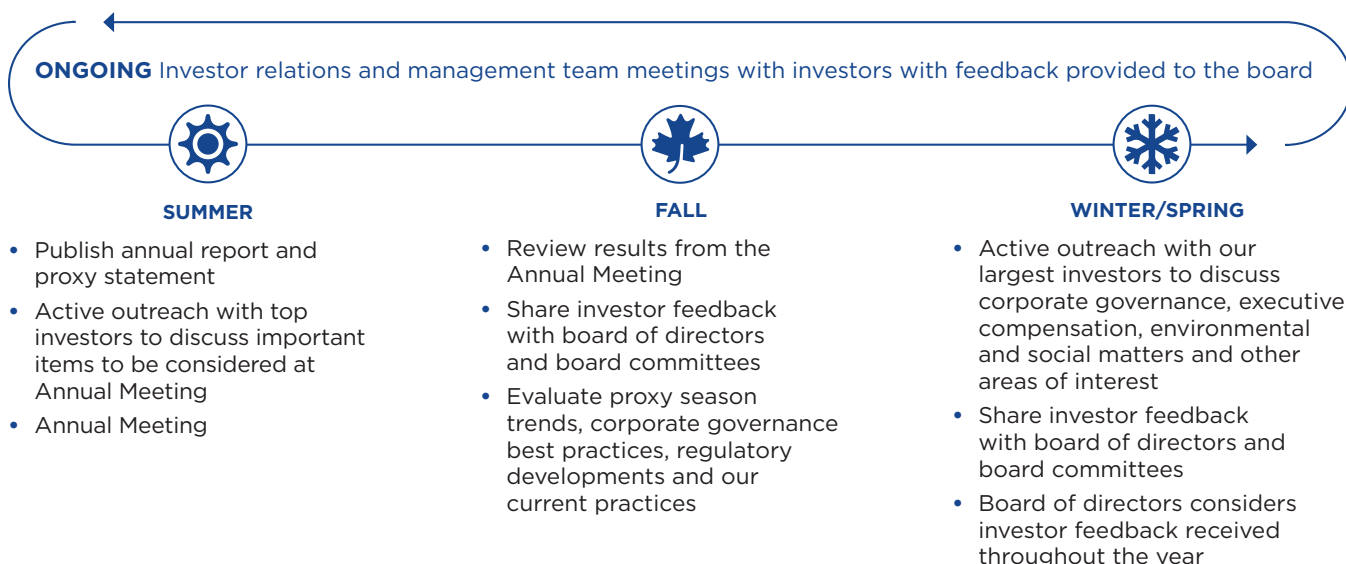 ONGOING Investor relations and management team meetings with investors with feedback provided to the board
SUMMER
• Publish annual report and
proxy statement
• Active outreach with top
investors to discuss important
items to be considered at
Annual Meeting
• Annual Meeting
FALL
• Review results from the
Annual Meeting
• Share investor feedback
with board of directors
and board committees
• Evaluate proxy season
trends, corporate governance
best practices, regulatory
developments and our
current practices
WINTER/SPRING
• Active outreach with our
largest investors to discuss
corporate governance, executive
compensation, environmental
and social matters and other
areas of interest
• Share investor feedback
with board of directors and
board committees
• Board of directors considers
investor feedback received
throughout the year